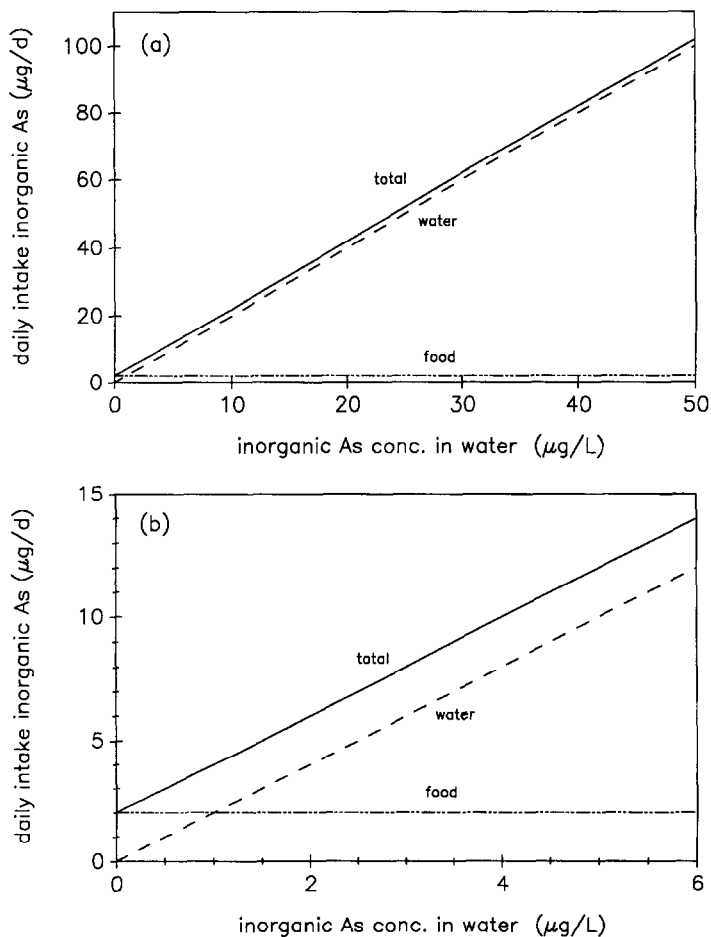 (a)
daily intake inorganic As (μg/d)
100
80
60
40
20
0
total
water
food
0 10 20 30 40 50
inorganic As conc. in water (μg/L)
(b)
daily intake inorganic As (μg/d)
15
10
5
0
total
water
food
0 2 4 6
inorganic As conc. in water (μg/L)